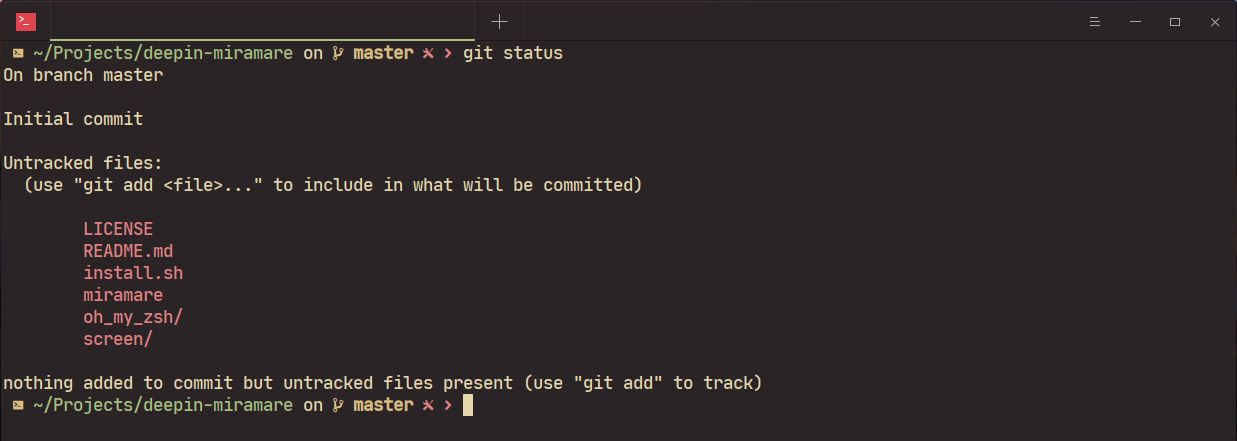 ~/Projects/deepin-miramare on master > git status
On branch master
Initial commit
Untracked files:
(use "git add <file>..." to include in what will be committed)
LICENSE
README.md
install.sh
miramare
oh_my_zsh/
screen/
nothing added to commit but untracked files present (use "git add" to track)
~/Projects/deepin-miramare on master >